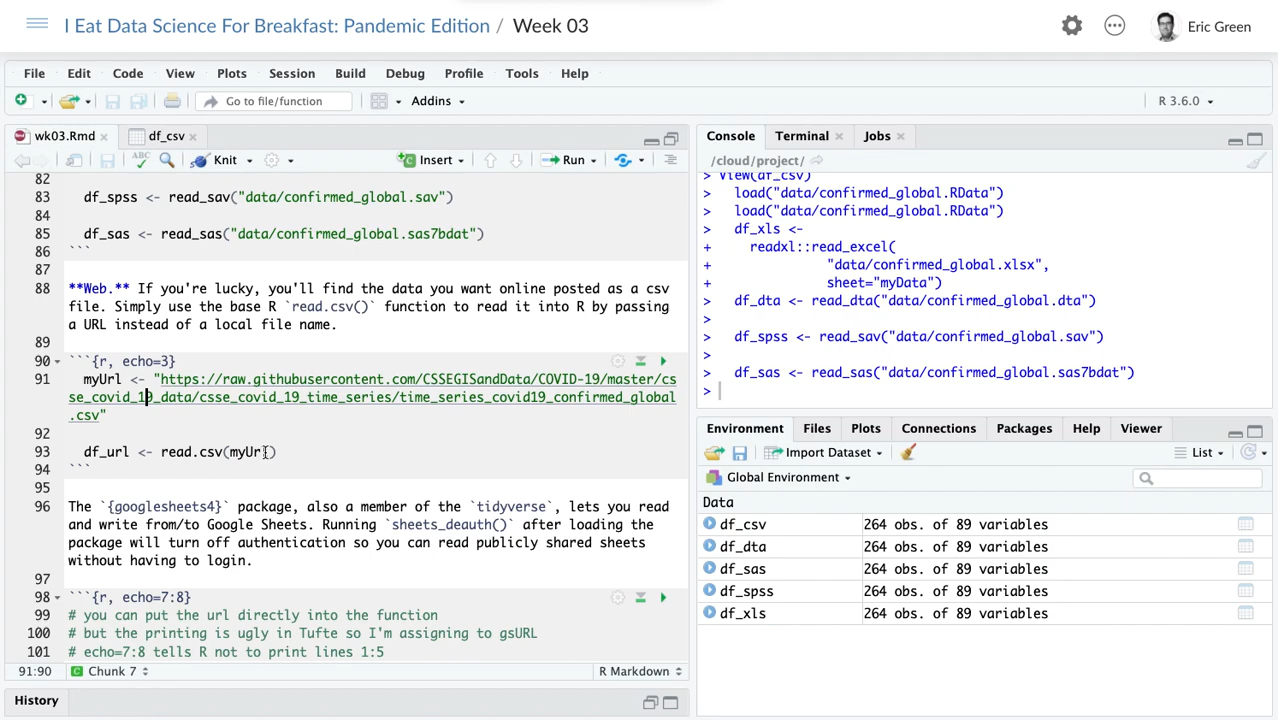 I Eat Data Science For Breakfast: Pandemic Edition / Week 03
Eric Green
File Edit Code View Plots Session Build Debug Profile Tools Help
Go to file/function
Addins
R 3.6.0
wk03.Rmd
df_csv
ABC
Knit
Insert
Run
82
83 df_spss <- read_sav("data/confirmed_global.sav")
84
85 df_sas <- read_sas("data/confirmed_global.sas7bdat")
86 ```
87
88 **Web.** If you're lucky, you'll find the data you want online posted as a csv
file. Simply use the base R `read.csv()` function to read it into R by passing
a URL instead of a local file name.
89
90 ```{r, echo=3}
91 myUrl <- "https://raw.githubusercontent.com/CSSEGISandData/COVID-19/master/cs
se_covid_19_data/csse_covid_19_time_series/time_series_covid19_confirmed_global
.csv"
92
93 df_url <- read.csv(myUrl)
94 ```
95
96 The `{googlesheets4}` package, also a member of the `tidyverse`, lets you read
and write from/to Google Sheets. Running `sheets_deauth()` after loading the
package will turn off authentication so you can read publicly shared sheets
without having to login.
97
98 ```{r, echo=7:8}
99 # you can put the url directly into the function
100 # but the printing is ugly in Tufte so I'm assigning to gsURL
101 # echo=7:8 tells R not to print lines 1:5
91:90 Chunk 7 R Markdown
History
Console Terminal Jobs
/cloud/project/
> View(df_csv)
> load("data/confirmed_global.RData")
> load("data/confirmed_global.RData")
> df_xls <-
+ readxl::read_excel(
+ "data/confirmed_global.xlsx",
+ sheet="myData")
> df_dta <- read_dta("data/confirmed_global.dta")
>
> df_spss <- read_sav("data/confirmed_global.sav")
>
> df_sas <- read_sas("data/confirmed_global.sas7bdat")
>
Environment Files Plots Connections Packages Help Viewer
Import Dataset
List
Global Environment
Data
df_csv 264 obs. of 89 variables
df_dta 264 obs. of 89 variables
df_sas 264 obs. of 89 variables
df_spss 264 obs. of 89 variables
df_xls 264 obs. of 89 variables